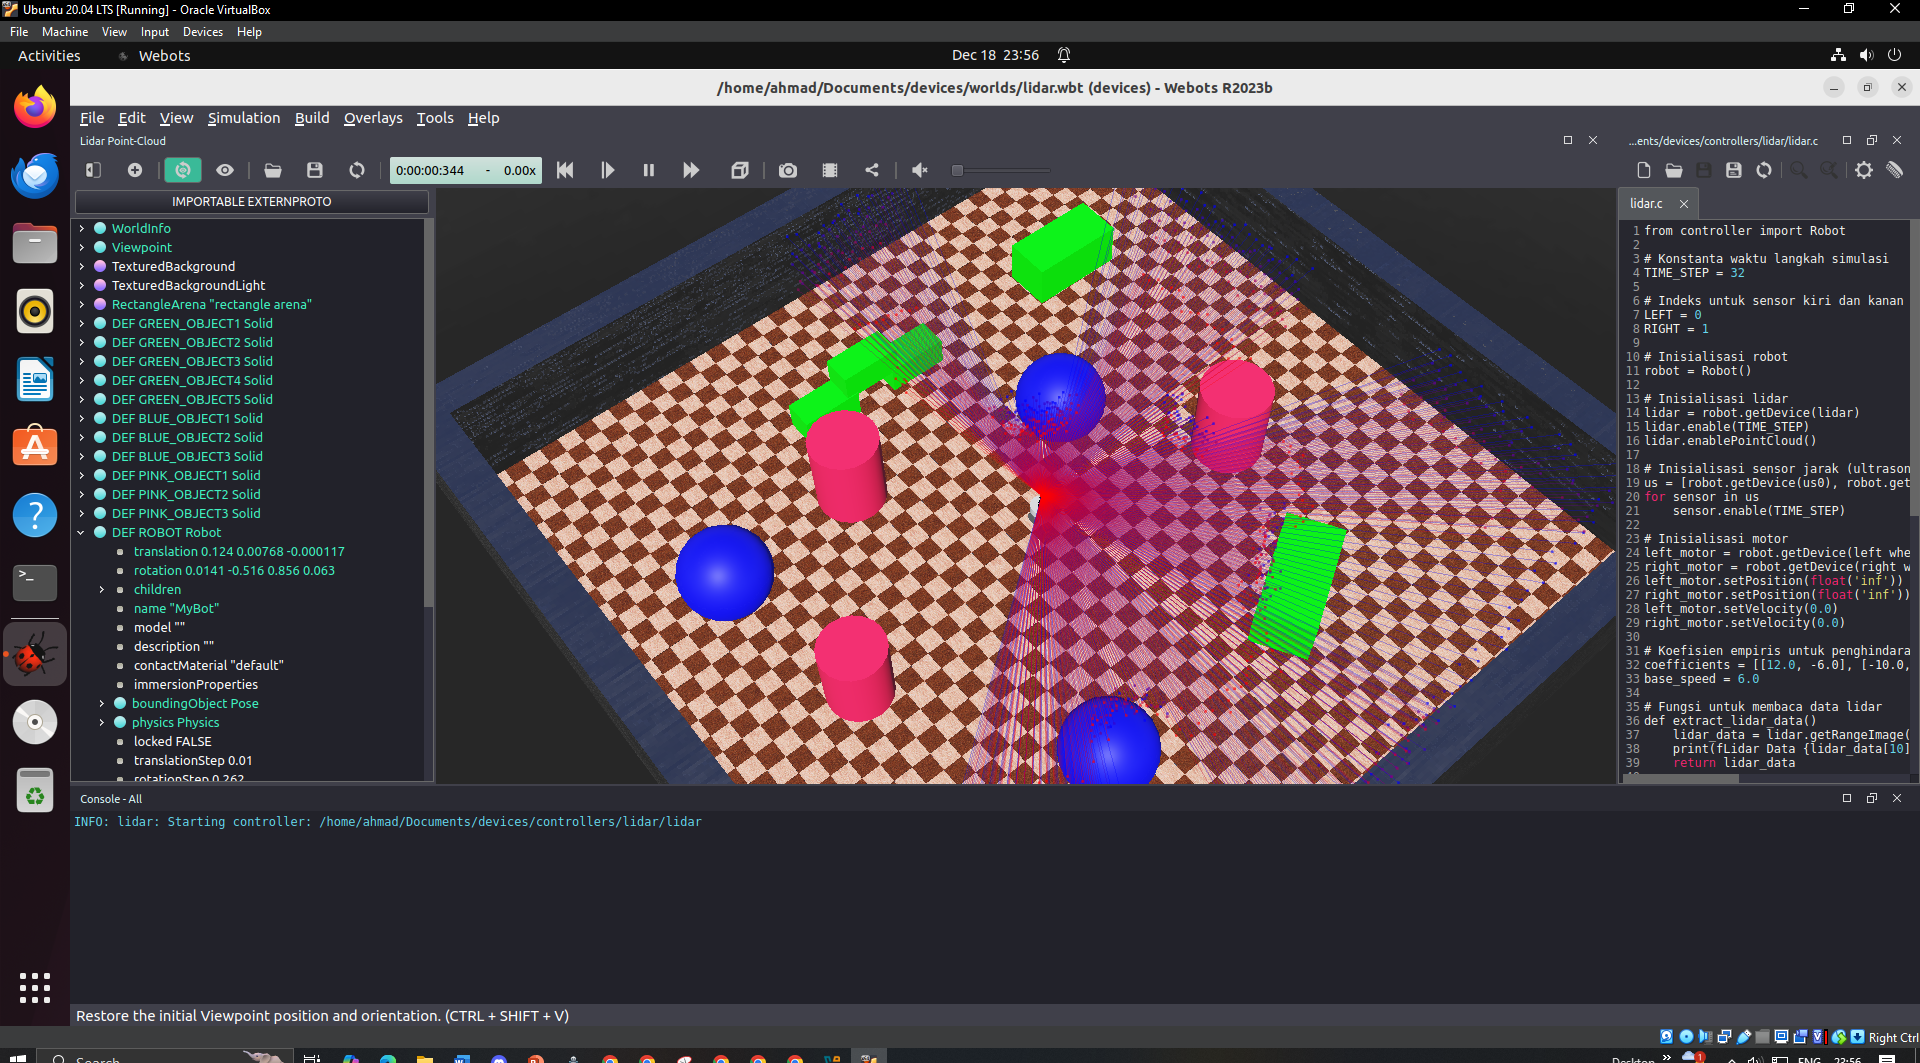 Ubuntu 20.04 LTS [Running] - Oracle VirtualBox
File Machine View Input Devices Help
Activities Webots Dec 18 23:56
/home/ahmad/Documents/devices/worlds/lidar.wbt (devices) - Webots R2023b
File Edit View Simulation Build Overlays Tools Help
Lidar Point-Cloud
0:00:00:344 - 0.00x
IMPORTABLE EXTERNPROTO
WorldInfo
Viewpoint
TexturedBackground
TexturedBackgroundLight
RectangleArena "rectangle arena"
DEF GREEN_OBJECT1 Solid
DEF GREEN_OBJECT2 Solid
DEF GREEN_OBJECT3 Solid
DEF GREEN_OBJECT4 Solid
DEF GREEN_OBJECT5 Solid
DEF BLUE_OBJECT1 Solid
DEF BLUE_OBJECT2 Solid
DEF BLUE_OBJECT3 Solid
DEF PINK_OBJECT1 Solid
DEF PINK_OBJECT2 Solid
DEF PINK_OBJECT3 Solid
DEF ROBOT Robot
translation 0.124 0.00768 -0.000117
rotation 0.0141 -0.516 0.856 0.063
children
name "MyBot"
model ""
description ""
contactMaterial "default"
immersionProperties
boundingObject Pose
physics Physics
locked FALSE
translationStep 0.01
rotationStep 0.262
...ents/devices/controllers/lidar/lidar.c
lidar.c
1 from controller import Robot
2
3 # Konstanta waktu langkah simulasi
4 TIME_STEP = 32
5
6 # Indeks untuk sensor kiri dan kanan
7 LEFT = 0
8 RIGHT = 1
9
10 # Inisialisasi robot
11 robot = Robot()
12
13 # Inisialisasi lidar
14 lidar = robot.getDevice(lidar)
15 lidar.enable(TIME_STEP)
16 lidar.enablePointCloud()
17
18 # Inisialisasi sensor jarak (ultrason
19 us = [robot.getDevice(us0), robot.get
20 for sensor in us
21 sensor.enable(TIME_STEP)
22
23 # Inisialisasi motor
24 left_motor = robot.getDevice(left whe
25 right_motor = robot.getDevice(right w
26 left_motor.setPosition(float('inf'))
27 right_motor.setPosition(float('inf'))
28 left_motor.setVelocity(0.0)
29 right_motor.setVelocity(0.0)
30
31 # Koefisien empiris untuk penghindara
32 coefficients = [[12.0, -6.0], [-10.0,
33 base_speed = 6.0
34
35 # Fungsi untuk membaca data lidar
36 def extract_lidar_data()
37 lidar_data = lidar.getRangeImage(
38 print(fLidar Data {lidar_data[10]
39 return lidar_data
Console - All
INFO: lidar: Starting controller: /home/ahmad/Documents/devices/controllers/lidar/lidar
Restore the initial Viewpoint position and orientation. (CTRL + SHIFT + V)
Right Ctrl
Search
Desktop
ENG 23:56